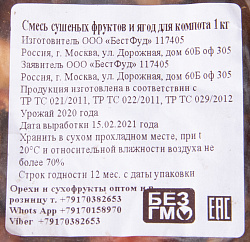 Смесь сушеных фруктов и ягод для компота 1 кг
Изготовитель ООО «БестФуд» 117405
Россия, г. Москва, ул. Дорожная, дом 60Б оф 305
Заявитель ООО «БестФуд» 117405
Россия, г. Москва, ул. Дорожная, дом 60Б оф 305
Продукция изготовлена в соответствии с
ТР ТС 021/2011, ТР ТС 022/2011, ТР ТС 029/2012
Урожай 2020 года
Дата выработки 15.02.2021 года
Хранить в сухом прохладном месте, при t
20°С и относительной влажности воздуха не
более 70%
Срок годности 12 мес. с даты упаковки
Орехи и сухофрукты оптом и в
розницу т. +79170382653
Whots App +79170158970
Viber +79170382653
БЕЗ
ГМО
ЕАС